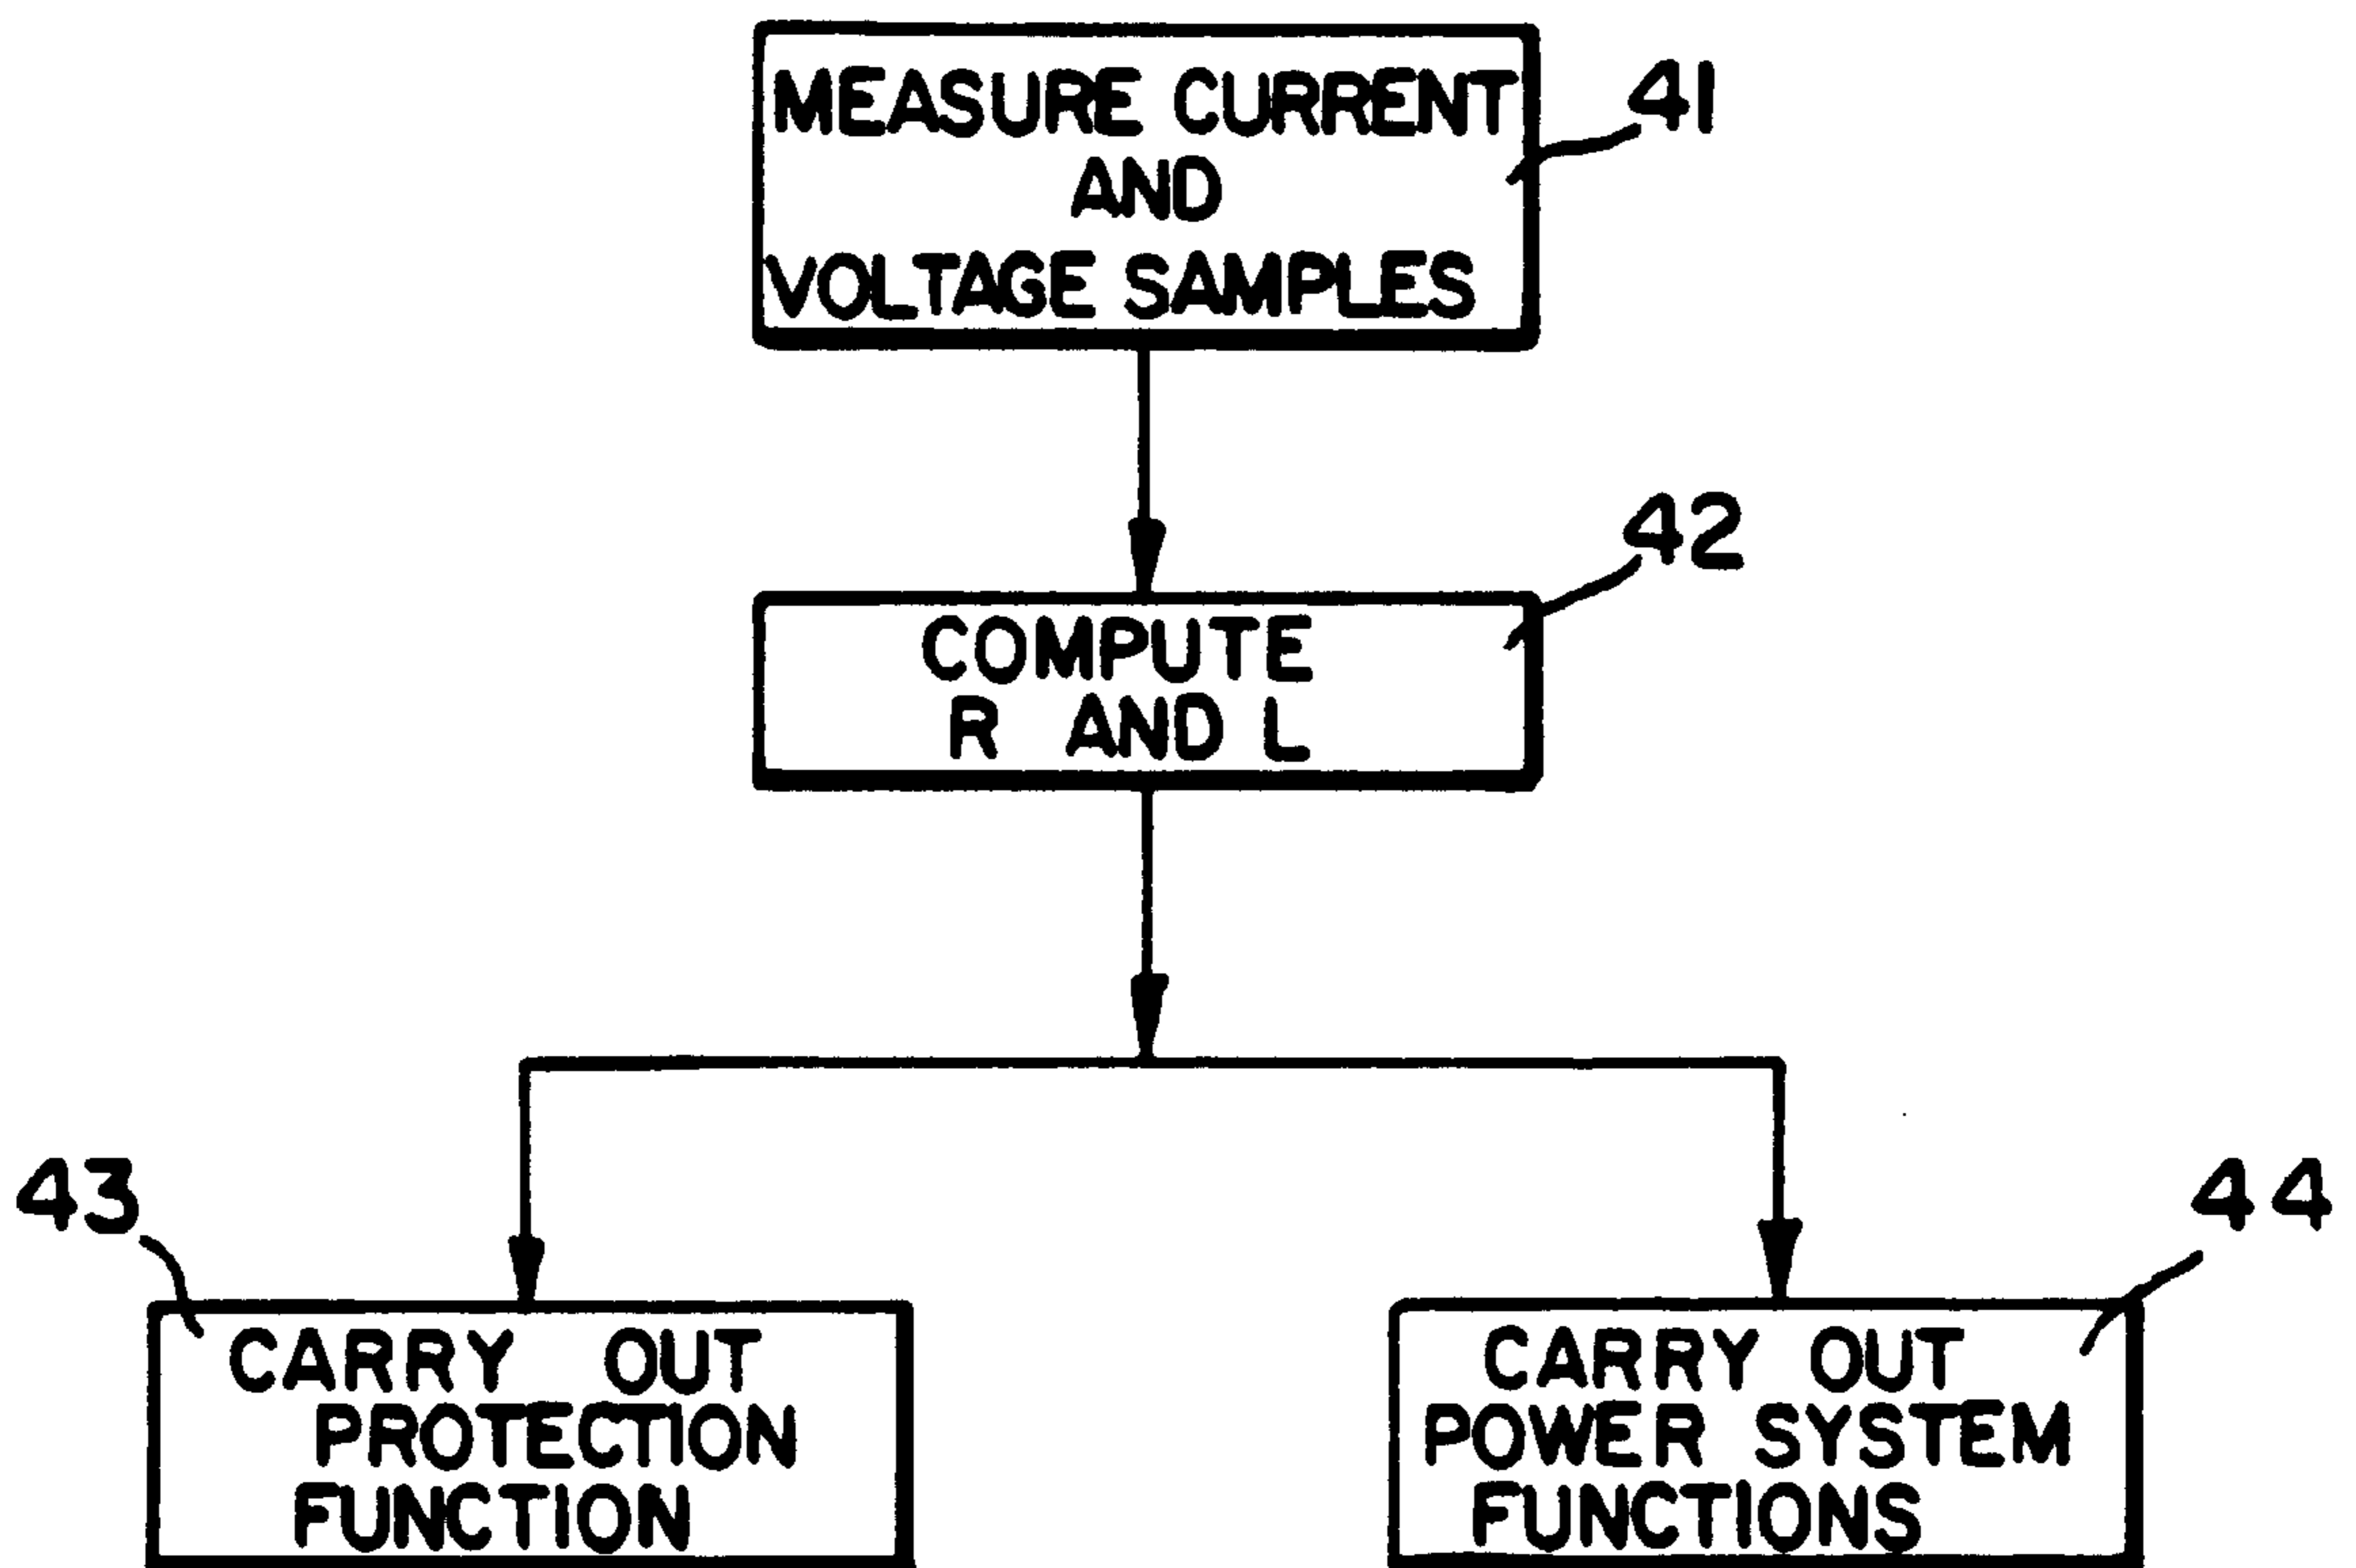 MEASURE CURRENT
AND
VOLTAGE SAMPLES
41
COMPUTE
R AND L
42
43
CARRY OUT
PROTECTION
FUNCTION
44
CARRY OUT
POWER SYSTEM
FUNCTIONS